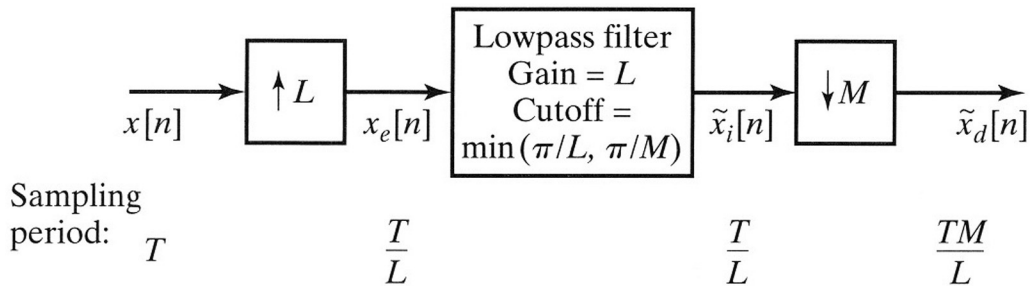 Lowpass filter
Gain = L
Cutoff =
min(π/L, π/M)
↑L
↓M
x[n]
x_e[n]
x̃_i[n]
x̃_d[n]
Sampling
period:
T
T/L
T/L
TM/L